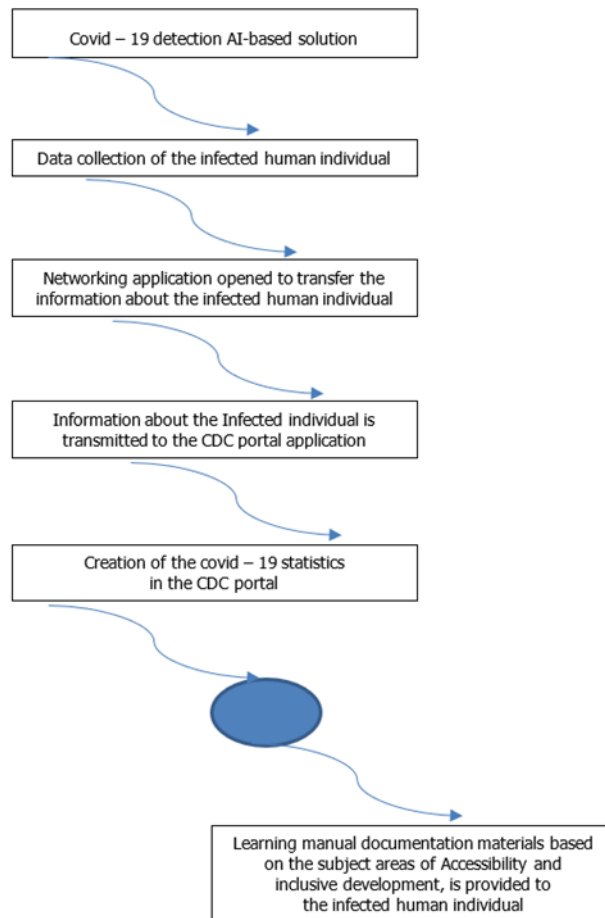 Covid – 19 detection AI-based solution
Data collection of the infected human individual
Networking application opened to transfer the
information about the infected human individual
Information about the Infected individual is
transmitted to the CDC portal application
Creation of the covid – 19 statistics
in the CDC portal
Learning manual documentation materials based
on the subject areas of Accessibility and
inclusive development, is provided to
the infected human individual